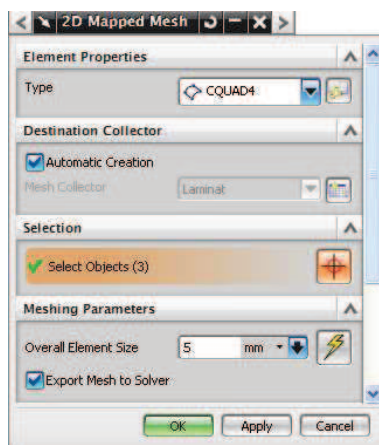 2D Mapped Mesh
Element Properties
Type CQUAD4
Destination Collector
Automatic Creation
Mesh Collector Laminat
Selection
Select Objects (3)
Meshing Parameters
Overall Element Size 5 mm
Export Mesh to Solver
OK Apply Cancel